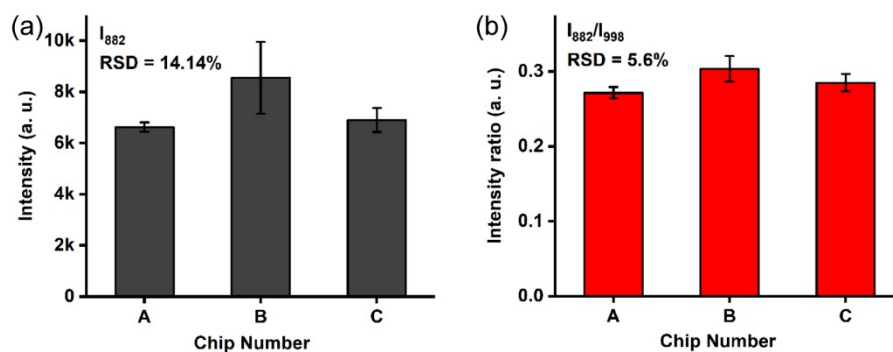 (a)
I₈₈₂
RSD = 14.14%
Intensity (a. u.)
10k
8k
6k
4k
2k
0
A B C
Chip Number
(b)
I₈₈₂/I₉₉₈
RSD = 5.6%
Intensity ratio (a. u.)
0.3
0.2
0.1
0.0
A B C
Chip Number